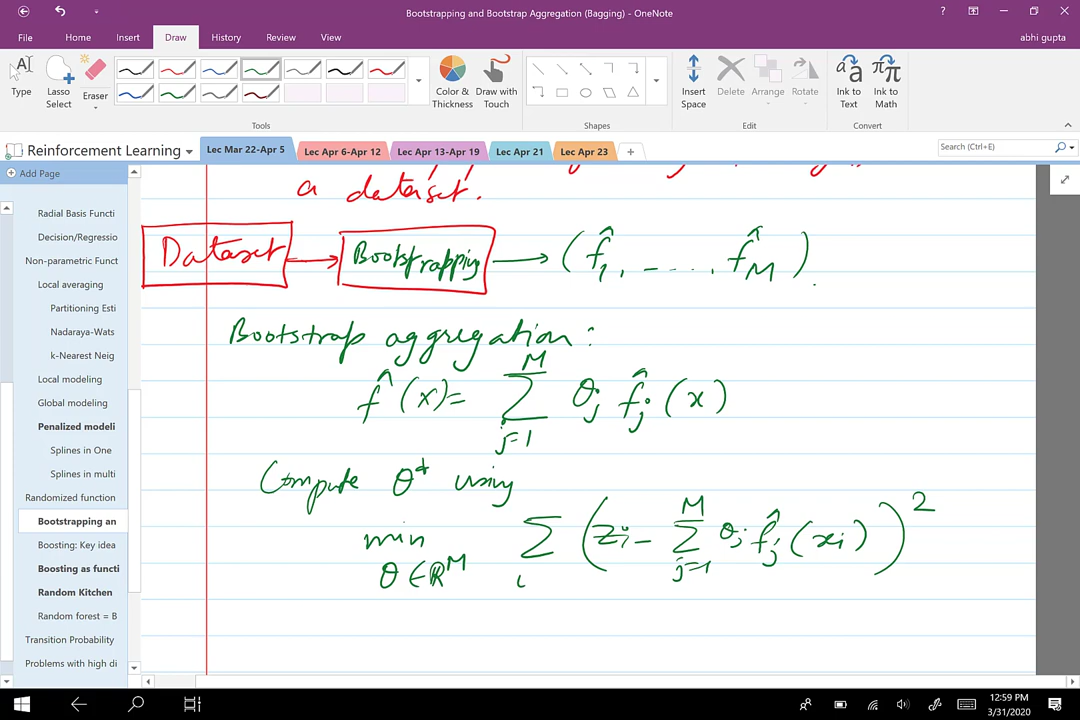 Bootstrapping and Bootstrap Aggregation (Bagging) - OneNote
File Home Insert Draw History Review View
abhi gupta
Type
Lasso Select
Eraser
Color & Thickness
Draw with Touch
Insert Space
Delete
Arrange
Rotate
Ink to Text
Ink to Math
Tools Shapes Edit Convert
Reinforcement Learning
Lec Mar 22-Apr 5 Lec Apr 6-Apr 12 Lec Apr 13-Apr 19 Lec Apr 21 Lec Apr 23 +
Search (Ctrl+E)
Add Page
Radial Basis Functi
Decision/Regressio
Non-parametric Funct
Local averaging
Partitioning Esti
Nadaraya-Wats
k-Nearest Neig
Local modeling
Global modeling
Penalized modeli
Splines in One
Splines in multi
Randomized function
Bootstrapping an
Boosting: Key idea
Boosting as functi
Random Kitchen
Random forest = B
Transition Probability
Problems with high di
a dataset.
Dataset → Bootstrapping → (f̂₁, ‒ . . . . , f̂_M).
Bootstrap aggregation:
f̂(x) = ∑_{j=1}^{M} θ_j f̂_j (x)
Compute θ* using
min_{θ∈ℝ^M} ∑_i (z_i − ∑_{j=1}^{M} θ_j f̂_j (x_i))²
12:59 PM
3/31/2020